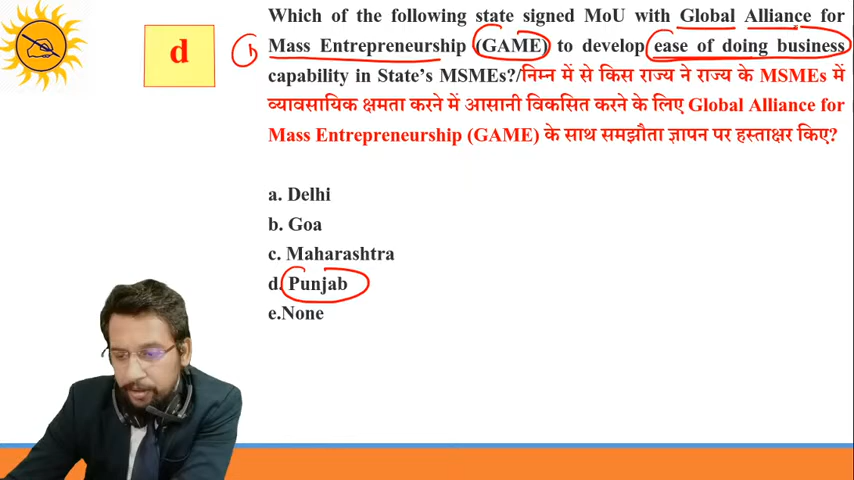 d
Which of the following state signed MoU with Global Alliance for
Mass Entrepreneurship (GAME) to develop ease of doing business
capability in State's MSMEs?/निम्न में से किस राज्य ने राज्य के MSMEs में
व्यावसायिक क्षमता करने में आसानी विकसित करने के लिए Global Alliance for
Mass Entrepreneurship (GAME) के साथ समझौता ज्ञापन पर हस्ताक्षर किए?
a. Delhi
b. Goa
c. Maharashtra
d. Punjab
e.None